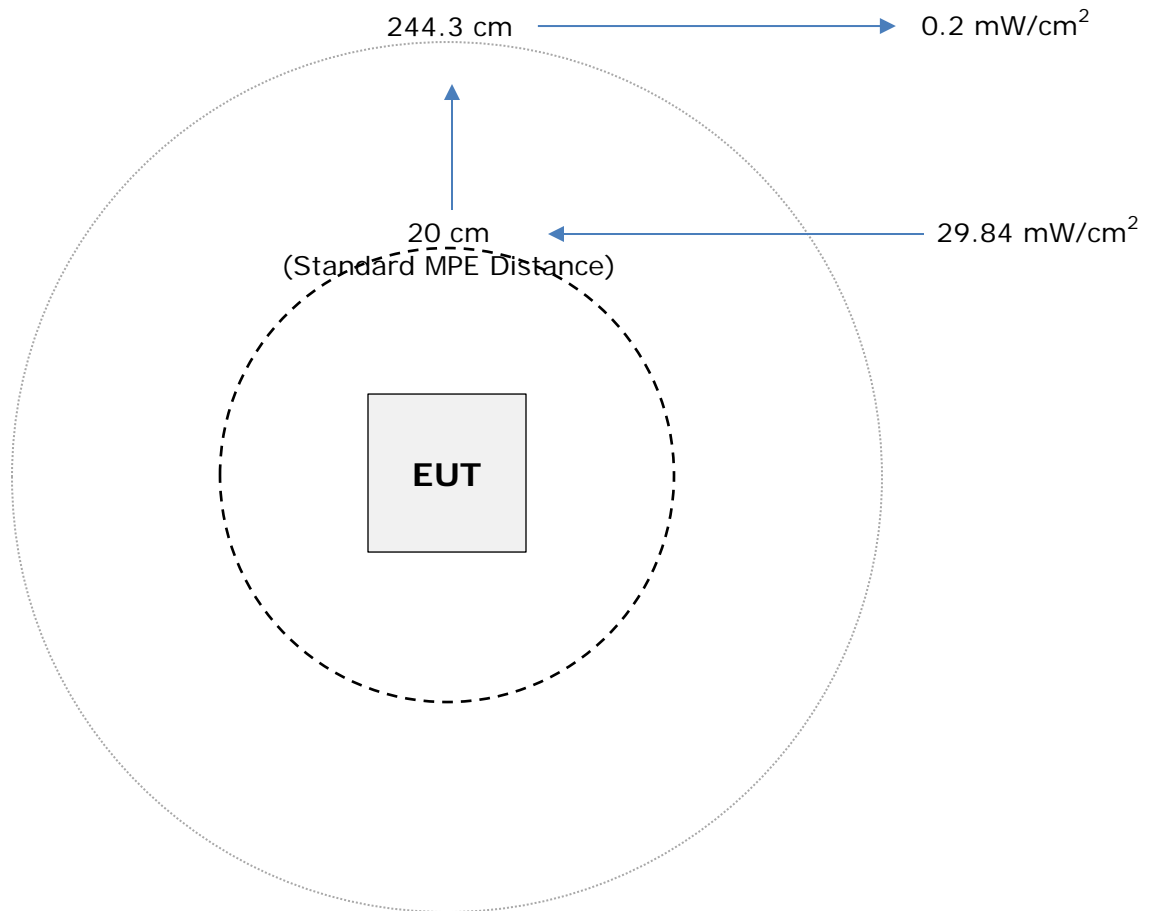 244.3 cm
0.2 mW/cm²
20 cm
29.84 mW/cm²
(Standard MPE Distance)
EUT